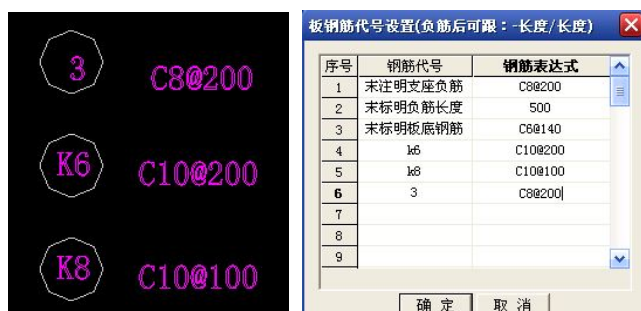 3 C8@200
K6 C10@200
K8 C10@100
板钢筋代号设置(负筋后可跟：-长度/长度)
序号 钢筋代号 钢筋表达式
1 未注明支座负筋 C8@200
2 未标明负筋长度 500
3 未标明板底钢筋 C6@140
4 k6 C10@200
5 k8 C10@100
6 3 C8@200
7
8
9
确 定 取 消